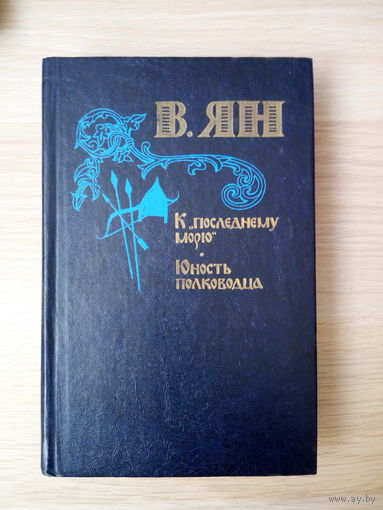 В. ЯН
К „последнему
морю“
Юность
полководца
www.ay.by